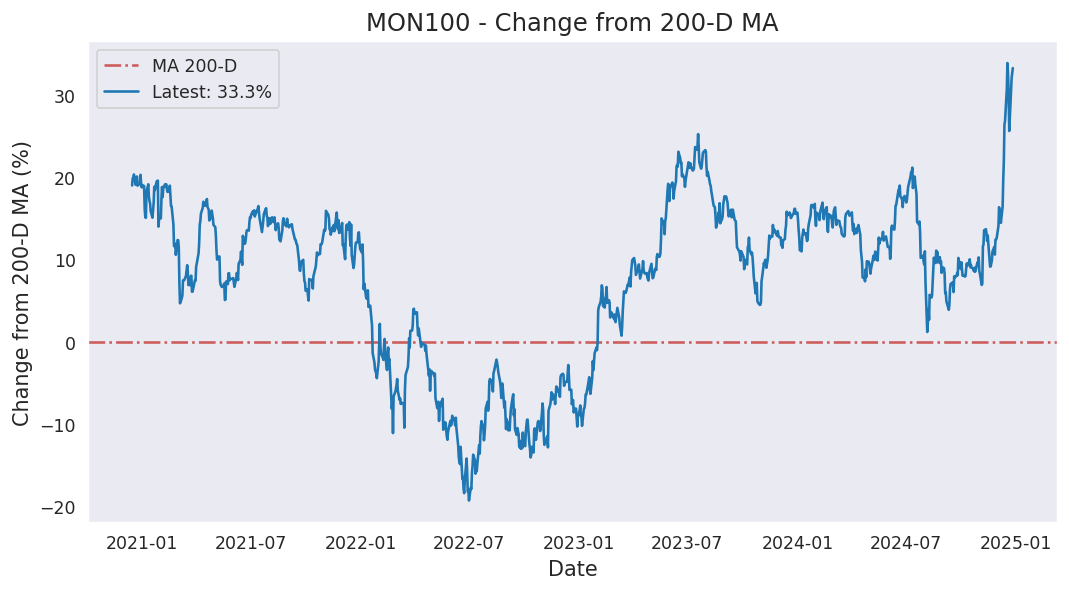 MON100 - Change from 200-D MA
MA 200-D
Latest: 33.3%
Change from 200-D MA (%)
30
20
10
0
−10
−20
2021-01 2021-07 2022-01 2022-07 2023-01 2023-07 2024-01 2024-07 2025-01
Date